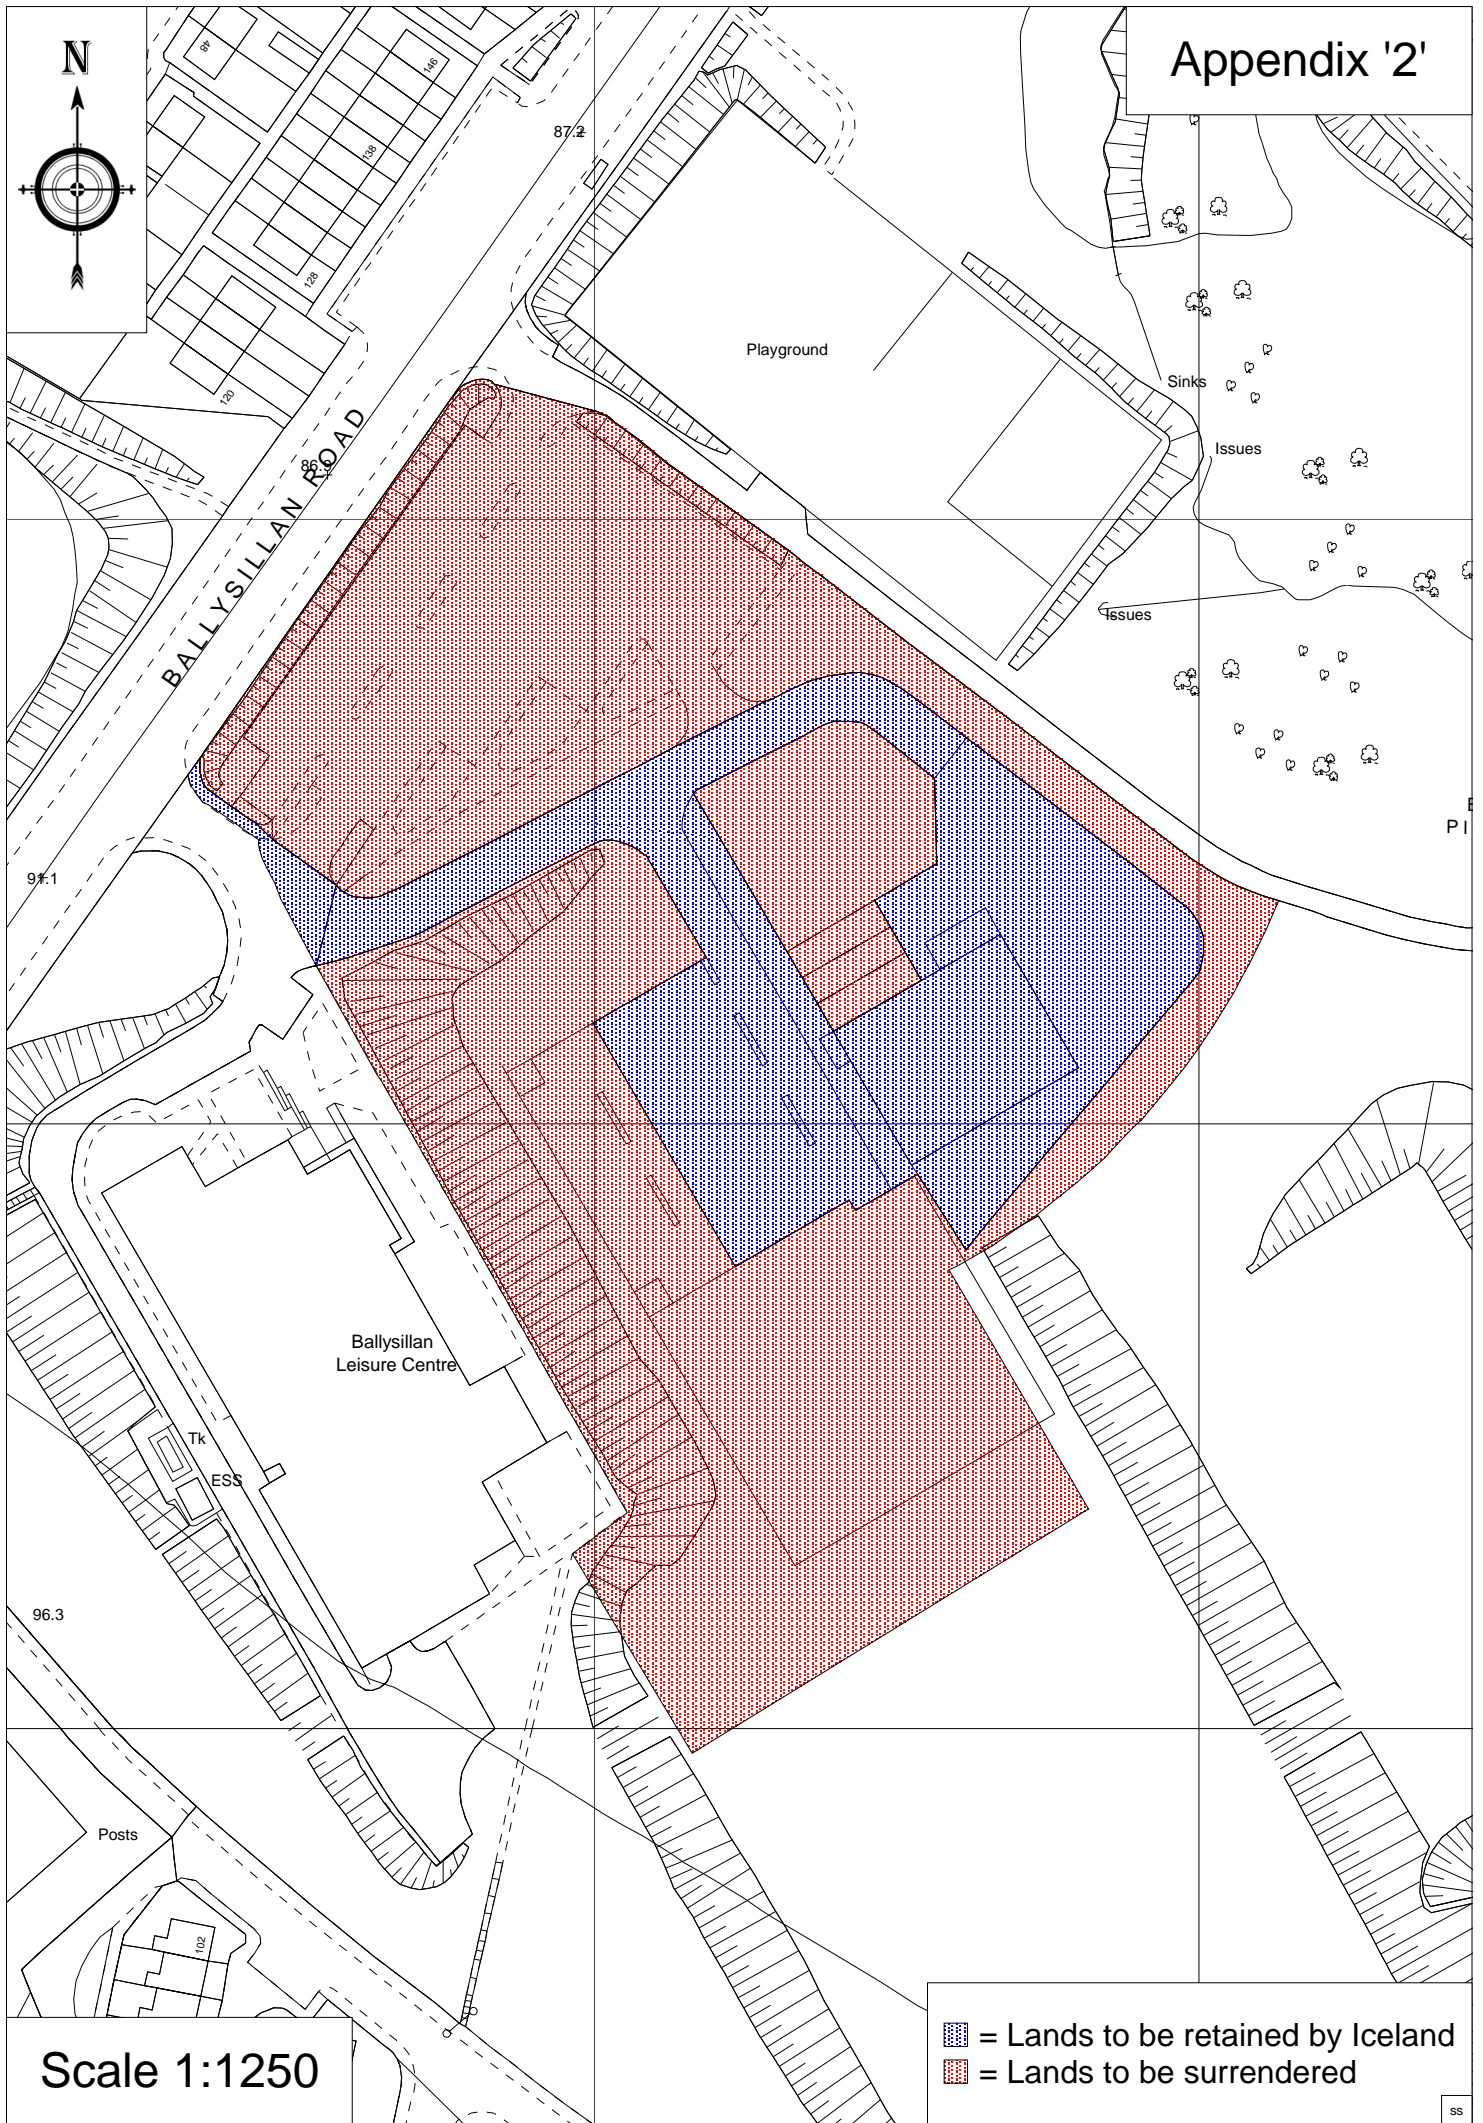 N
Appendix '2'
48
146
138
128
120
87.2
86.9
BALLYSILLAN ROAD
Playground
Sinks
Issues
Issues
P I
91.1
Ballysillan
Leisure Centre
Tk
ESS
96.3
Posts
102
Scale 1:1250
= Lands to be retained by Iceland
= Lands to be surrendered
ss